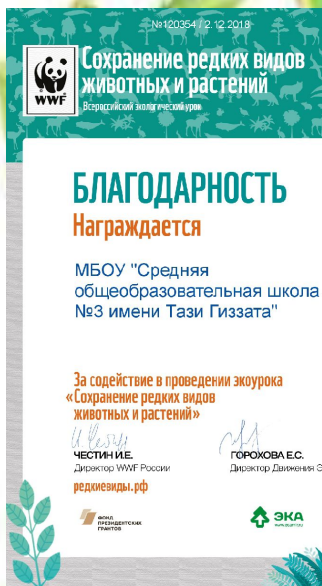 №120354 / 2.12.2018
Сохранение редких видов
животных и растений
Всероссийский экологический урок
WWF
БЛАГОДАРНОСТЬ
Награждается
МБОУ "Средняя
общеобразовательная школа
№3 имени Тази Гиззата"
За содействие в проведении экоурока
«Сохранение редких видов
животных и растений»
ЧЕСТИН И.Е.
Директор WWF России
ГОРОХОВА Е.С.
Директор Движения Э
редкиевиды.рф
ФОНД
ПРЕЗИДЕНТСКИХ
ГРАНТОВ
ЭКА